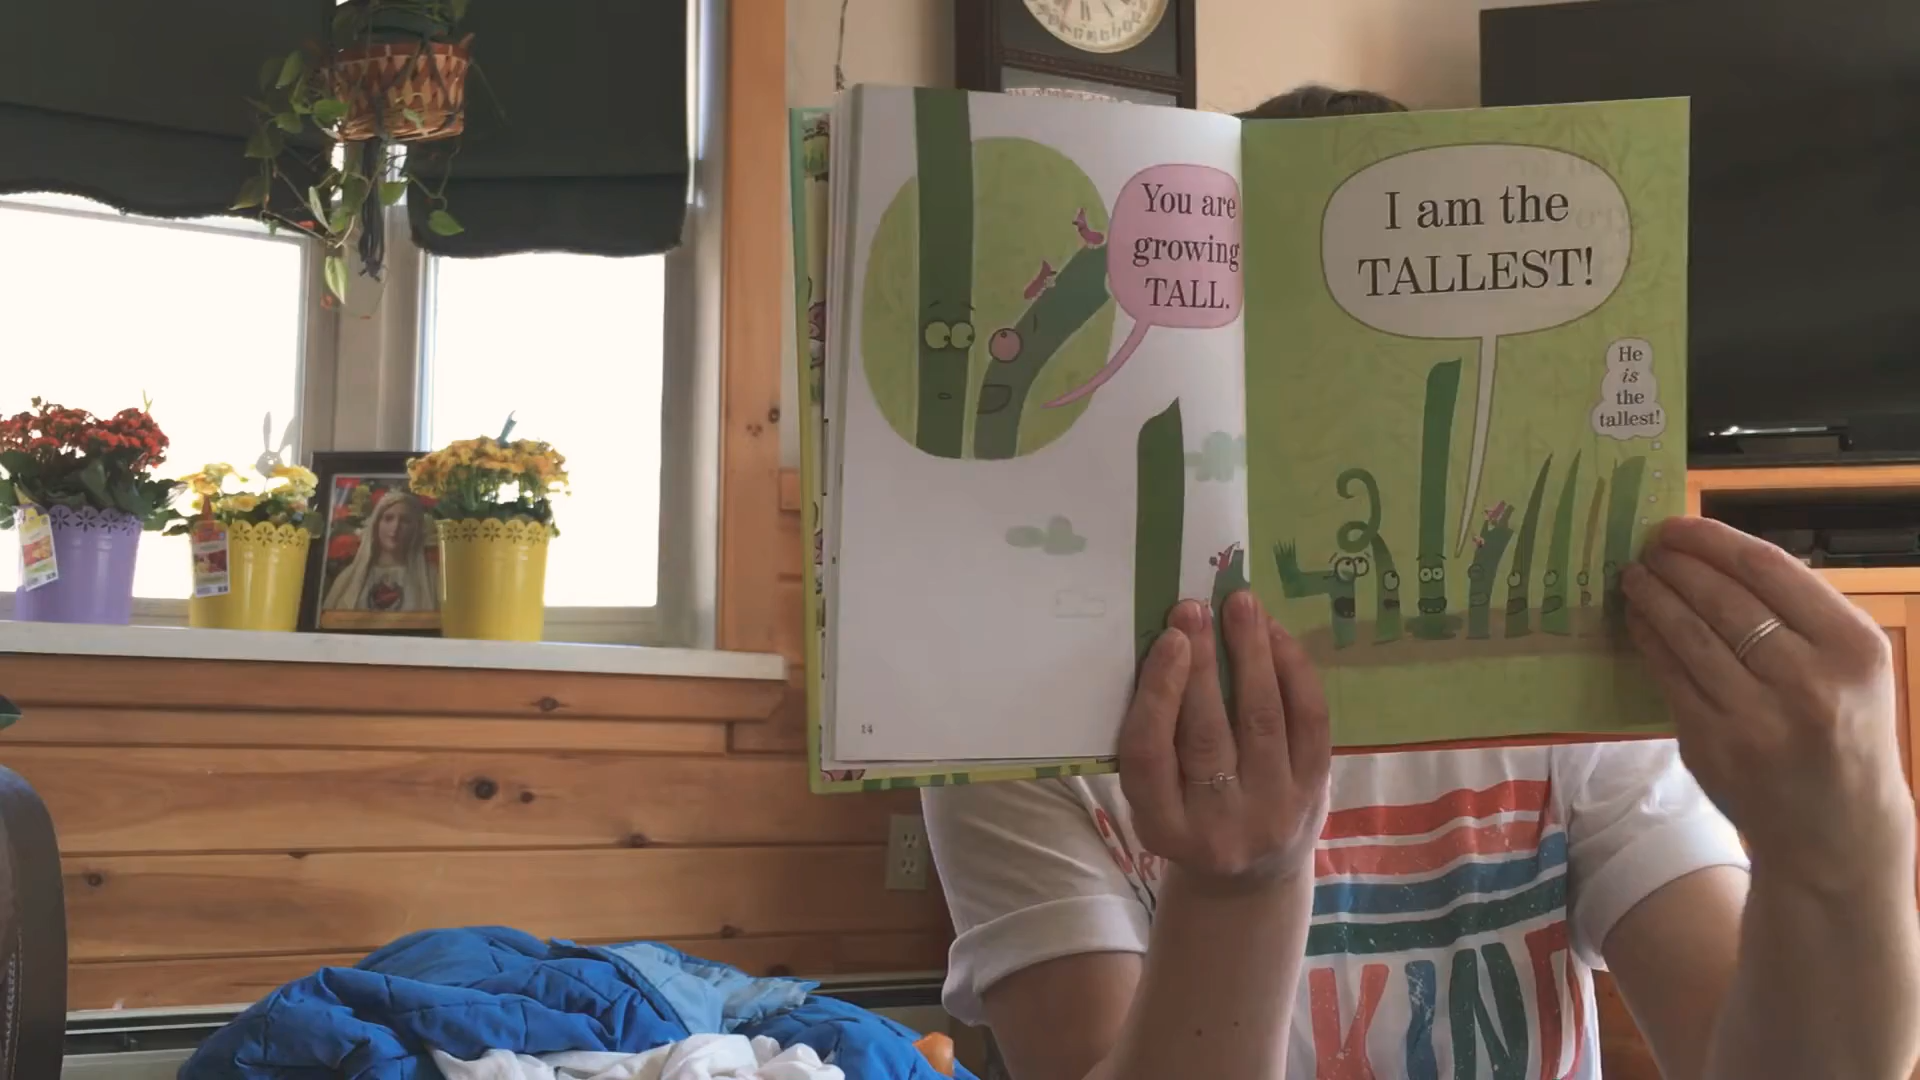 You are
growing
TALL.
I am the
TALLEST!
He
is
the
tallest!
14
KIND